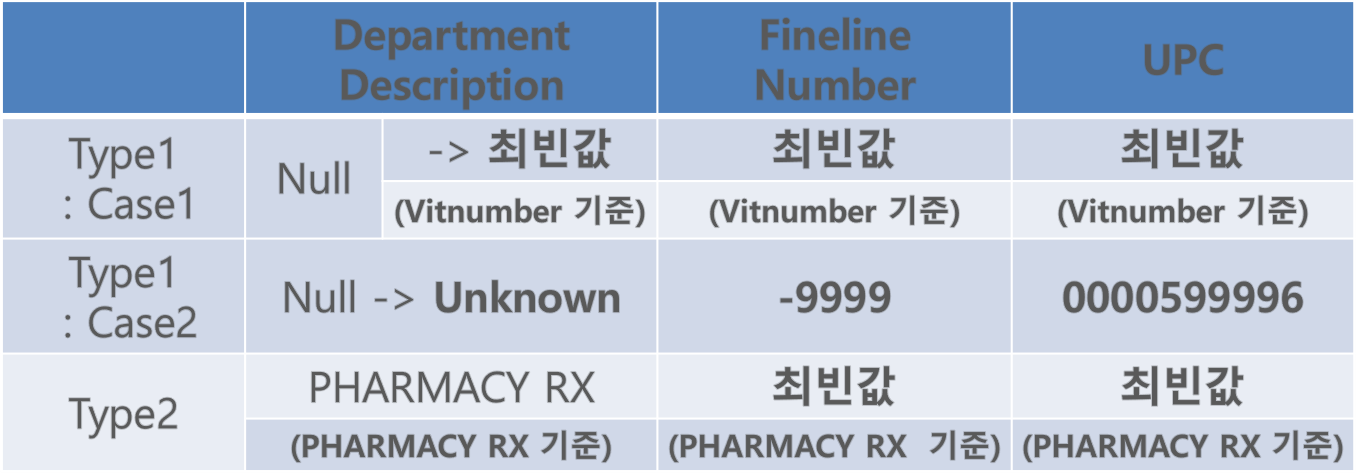 Department
Description
Fineline
Number
UPC
Type1
: Case1
Null
-> 최빈값
최빈값
최빈값
(Vitnumber 기준)
(Vitnumber 기준)
(Vitnumber 기준)
Type1
: Case2
Null -> Unknown
-9999
0000599996
Type2
PHARMACY RX
최빈값
최빈값
(PHARMACY RX 기준)
(PHARMACY RX 기준)
(PHARMACY RX 기준)